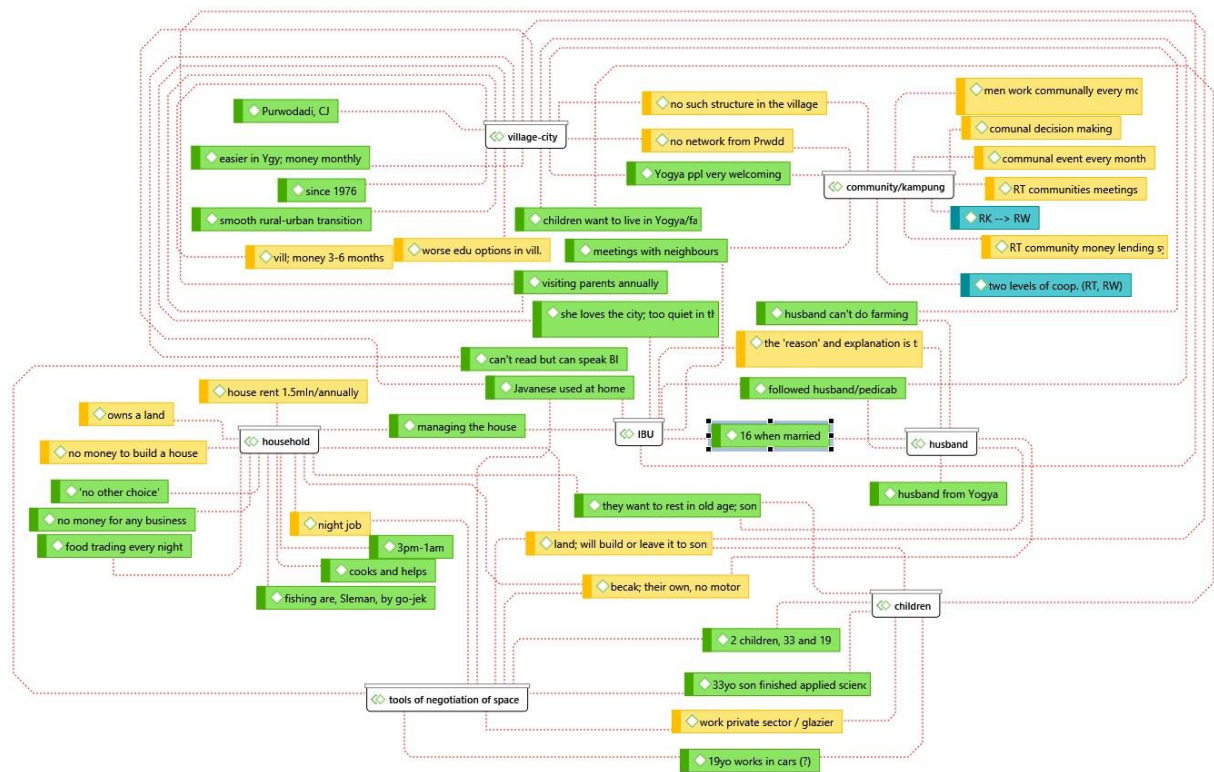 men work communally every mo
no such structure in the village
Purwodadi, CJ
comunal decision making
village-city
no network from Prwdd
easier in Ygy; money monthly
communal event every month
Yogya ppl very welcoming
community/kampung
RT communities meetings
since 1976
smooth rural-urban transition
children want to live in Yogya/fa
RK --> RW
worse edu options in vill.
meetings with neighbours
RT community money lending sy
vill; money 3-6 months
visiting parents annually
two levels of coop. (RT, RW)
she loves the city; too quiet in th
husband can't do farming
the 'reason' and explanation is t
can't read but can speak BI
Javanese used at home
followed husband/pedicab
house rent 1.5mln/annually
owns a land
managing the house
household
IBU
16 when married
husband
no money to build a house
'no other choice'
they want to rest in old age; son
husband from Yogya
no money for any business
night job
food trading every night
3pm-1am
land; will build or leave it to sons
cooks and helps
becak; their own, no motor
fishing are, Sleman, by go-jek
children
2 children, 33 and 19
33yo son finished applied scienc
tools of negotiation of space
work private sector / glazier
19yo works in cars (?)